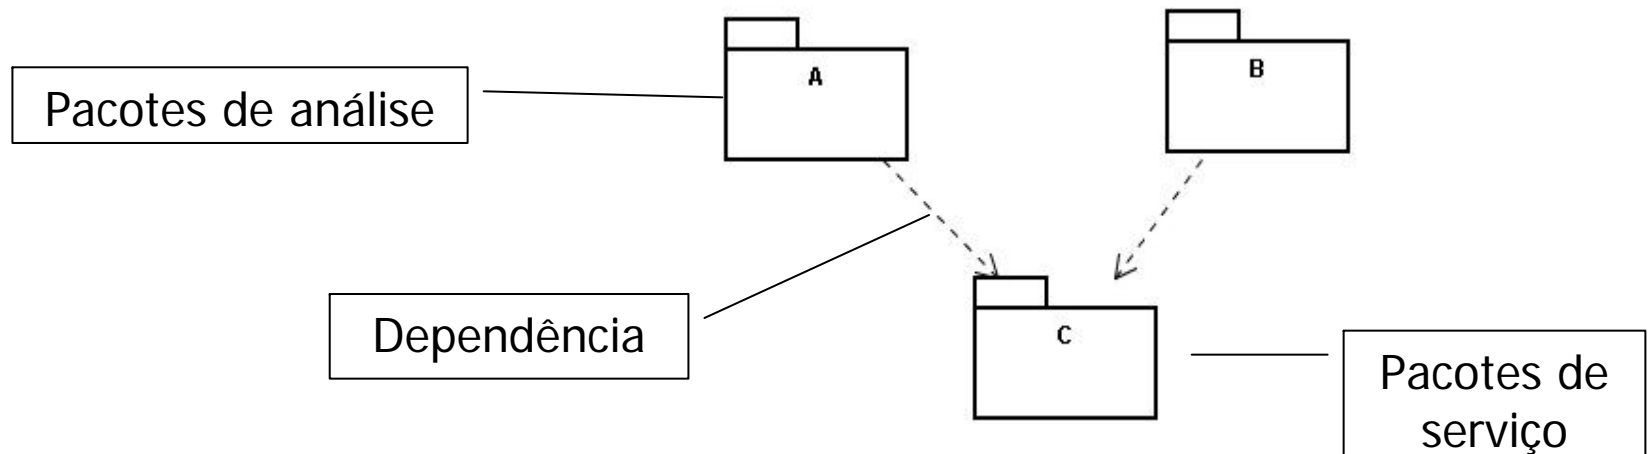 A
B
Pacotes de análise
Dependência
C
Pacotes de
serviço